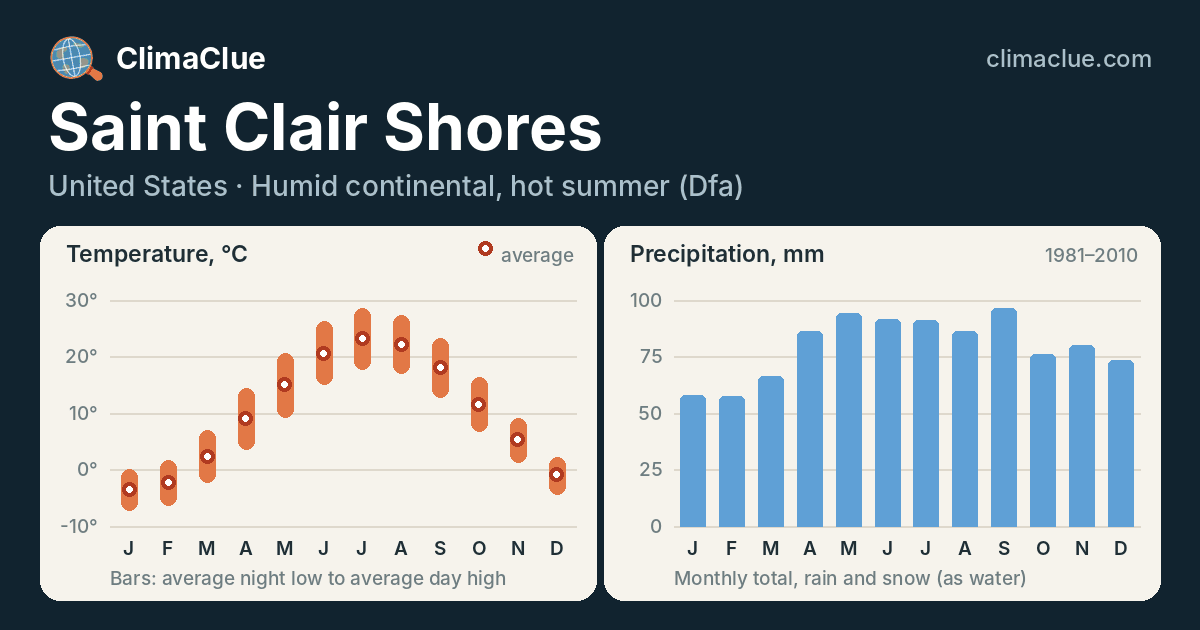 ClimaClue
climaclue.com
Saint Clair Shores
United States · Humid continental, hot summer (Dfa)
Temperature, °C
average
30°
20°
10°
0°
-10°
J F M A M J J A S O N D
Bars: average night low to average day high
Precipitation, mm
1981–2010
100
75
50
25
0
J F M A M J J A S O N D
Monthly total, rain and snow (as water)